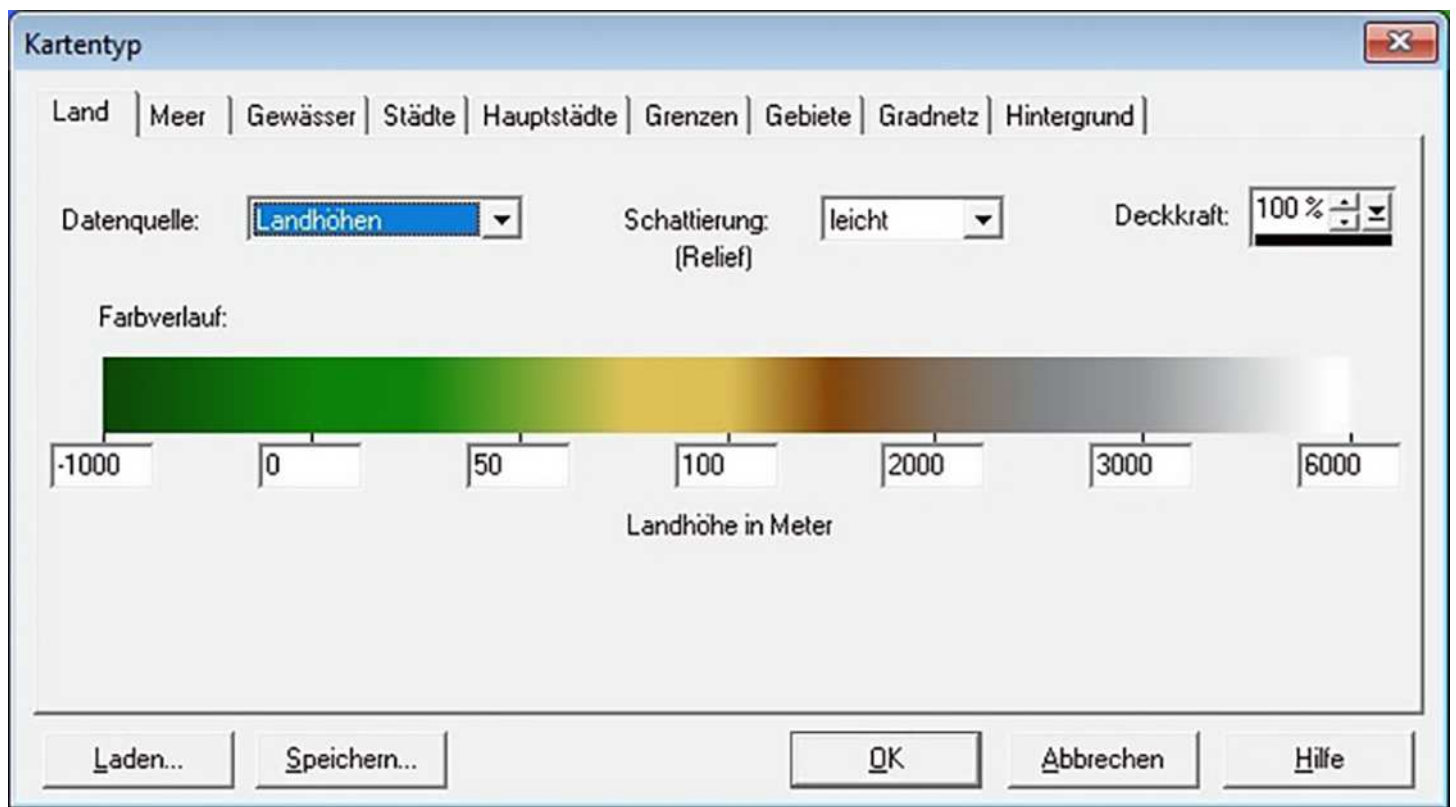 Kartentyp
Land Meer Gewässer Städte Hauptstädte Grenzen Gebiete Gradnetz Hintergrund
Datenquelle: Landhöhen Schattierung: leicht Deckkraft: 100 %
(Relief)
Farbverlauf:
-1000 0 50 100 2000 3000 6000
Landhöhe in Meter
Laden... Speichern... OK Abbrechen Hilfe